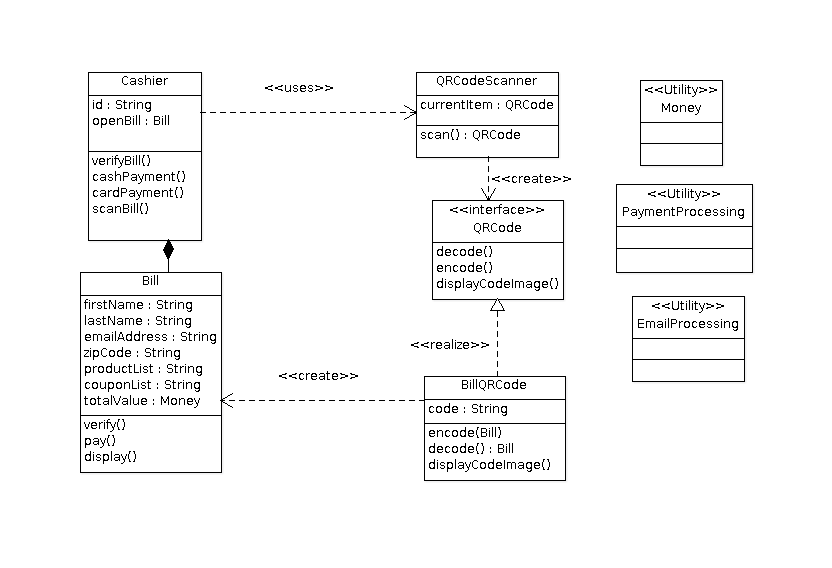 Cashier
id : String
openBill : Bill
verifyBill()
cashPayment()
cardPayment()
scanBill()
<<uses>>
QRCodeScanner
currentItem : QRCode
scan() : QRCode
<<create>>
<<interface>>
QRCode
decode()
encode()
displayCodeImage()
<<realize>>
Bill
firstName : String
lastName : String
emailAddress : String
zipCode : String
productList : String
couponList : String
totalValue : Money
verify()
pay()
display()
<<create>>
BillQRCode
code : String
encode(Bill)
decode() : Bill
displayCodeImage()
<<Utility>>
Money
<<Utility>>
PaymentProcessing
<<Utility>>
EmailProcessing